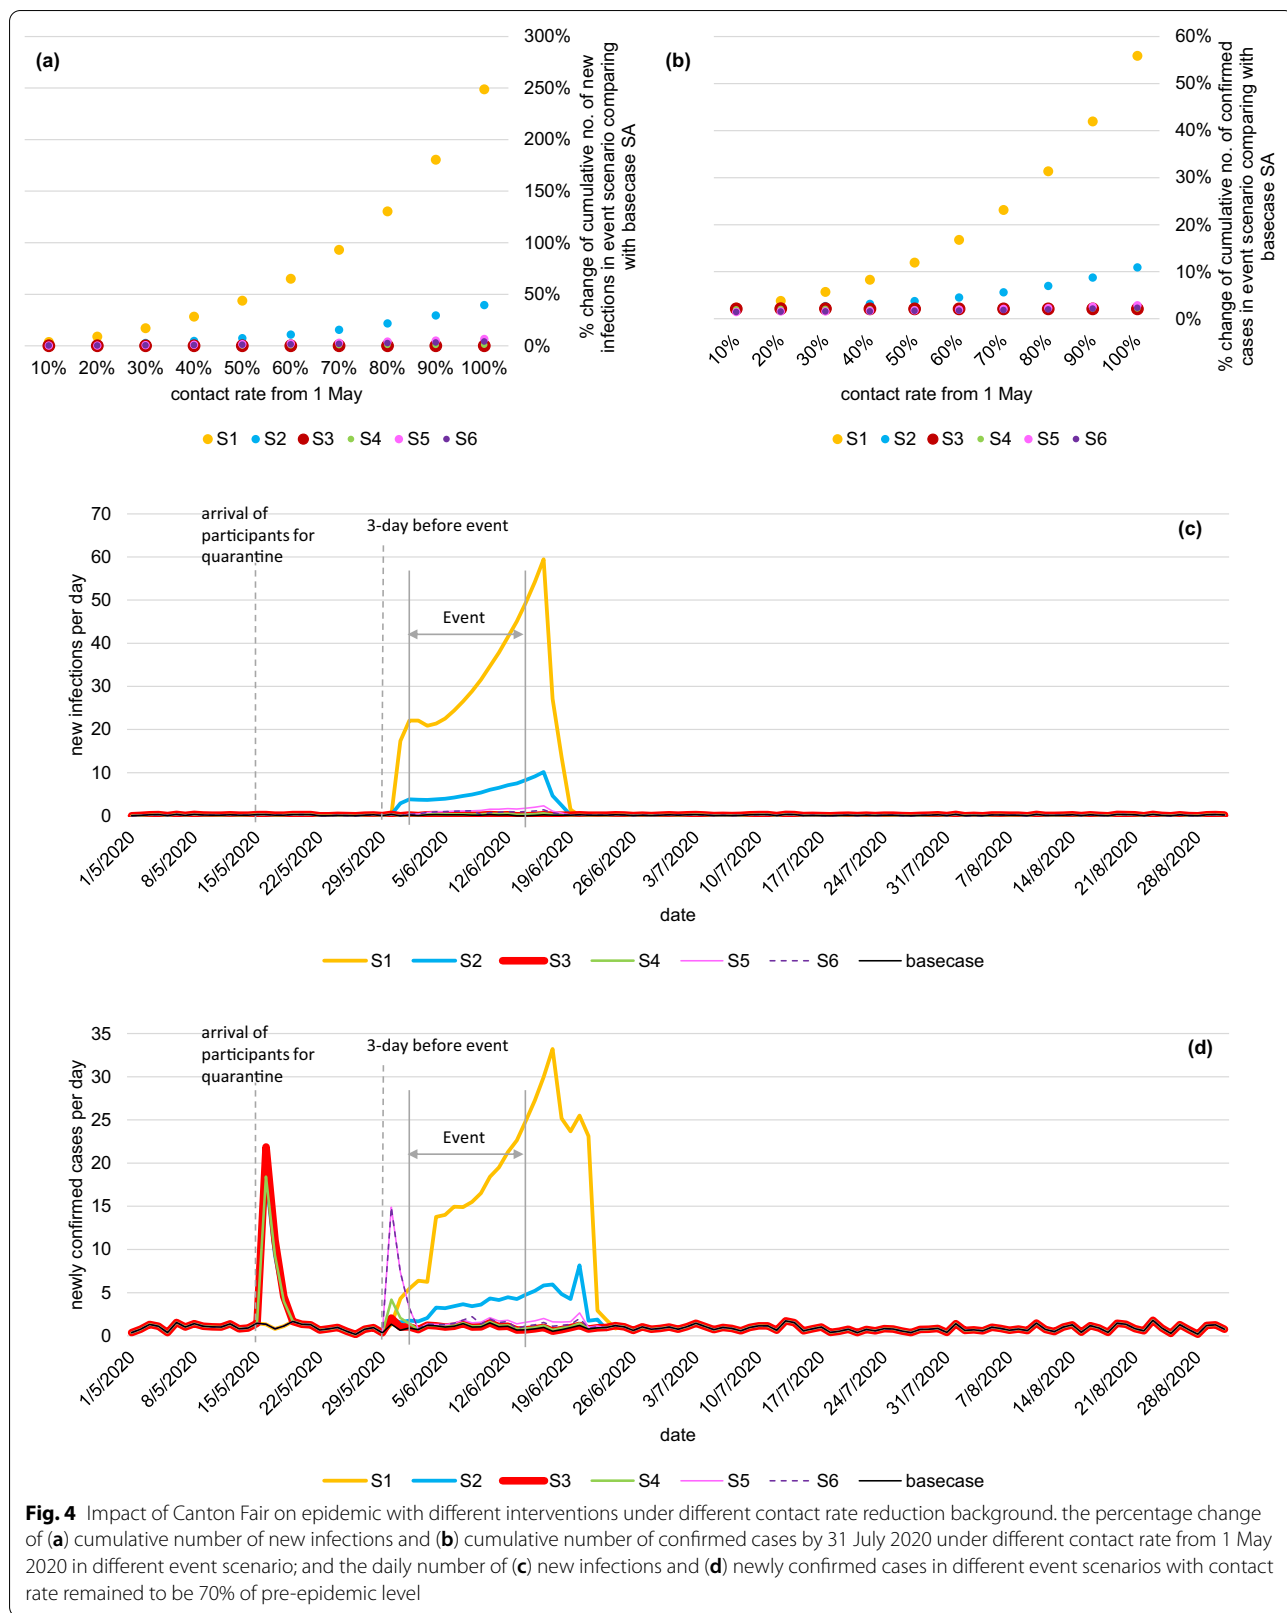 (a)
300%
250%
200%
150%
100%
50%
0%
% change of cumulative no. of new
infections in event scenario comparing
with basecase SA
10% 20% 30% 40% 50% 60% 70% 80% 90% 100%
contact rate from 1 May
S1 S2 S3 S4 S5 S6
(b)
60%
50%
40%
30%
20%
10%
0%
% change of cumulative no. of confirmed
cases in event scenario comparing with
basecase SA
10% 20% 30% 40% 50% 60% 70% 80% 90% 100%
contact rate from 1 May
S1 S2 S3 S4 S5 S6
(c)
new infections per day
70
60
50
40
30
20
10
0
arrival of
participants for
quarantine
3-day before event
Event
1/5/2020 8/5/2020 15/5/2020 22/5/2020 29/5/2020 5/6/2020 12/6/2020 19/6/2020 26/6/2020 3/7/2020 10/7/2020 17/7/2020 24/7/2020 31/7/2020 7/8/2020 14/8/2020 21/8/2020 28/8/2020
date
S1 S2 S3 S4 S5 S6 basecase
(d)
newly confirmed cases per day
35
30
25
20
15
10
5
0
arrival of
participants for
quarantine
3-day before event
Event
1/5/2020 8/5/2020 15/5/2020 22/5/2020 29/5/2020 5/6/2020 12/6/2020 19/6/2020 26/6/2020 3/7/2020 10/7/2020 17/7/2020 24/7/2020 31/7/2020 7/8/2020 14/8/2020 21/8/2020 28/8/2020
date
S1 S2 S3 S4 S5 S6 basecase
Fig. 4 Impact of Canton Fair on epidemic with different interventions under different contact rate reduction background. the percentage change
of (a) cumulative number of new infections and (b) cumulative number of confirmed cases by 31 July 2020 under different contact rate from 1 May
2020 in different event scenario; and the daily number of (c) new infections and (d) newly confirmed cases in different event scenarios with contact
rate remained to be 70% of pre-epidemic level